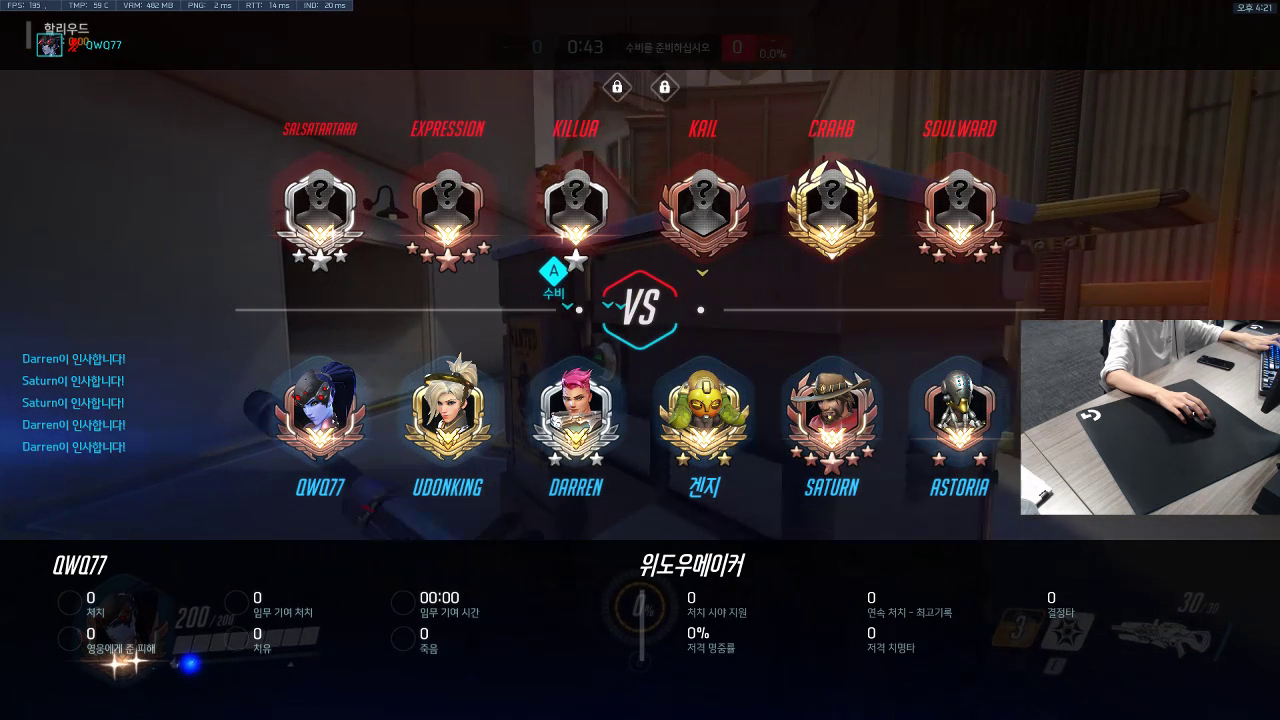 FPS: 195 , TMP: 59 C VRM: 482 MB PNG: 2 ms RTT: 14 ms IND: 20 ms
오후 4:21
할리우드
QWQ77
0 0:43 수비를 준비하십시오 0 0.0%
SALSATARTARA EXPRESSION KILLUA KAIL CRAHB SOULWARD
A
수비
VS
Darren이 인사합니다!
Saturn이 인사합니다!
Saturn이 인사합니다!
Darren이 인사합니다!
Darren이 인사합니다!
QWQ77 UDONKING DARREN 겐지 SATURN ASTORIA
QWQ77 위도우메이커
0 0 00:00 0 0 0
처치 임무 기여 처치 임무 기여 시간 처치 시야 지원 연속 처치 - 최고기록 결정타
0 0 0 0% 0
영웅에게 준 피해 치유 죽음 저격 명중률 저격 치명타
200/200
0%
3
30/30